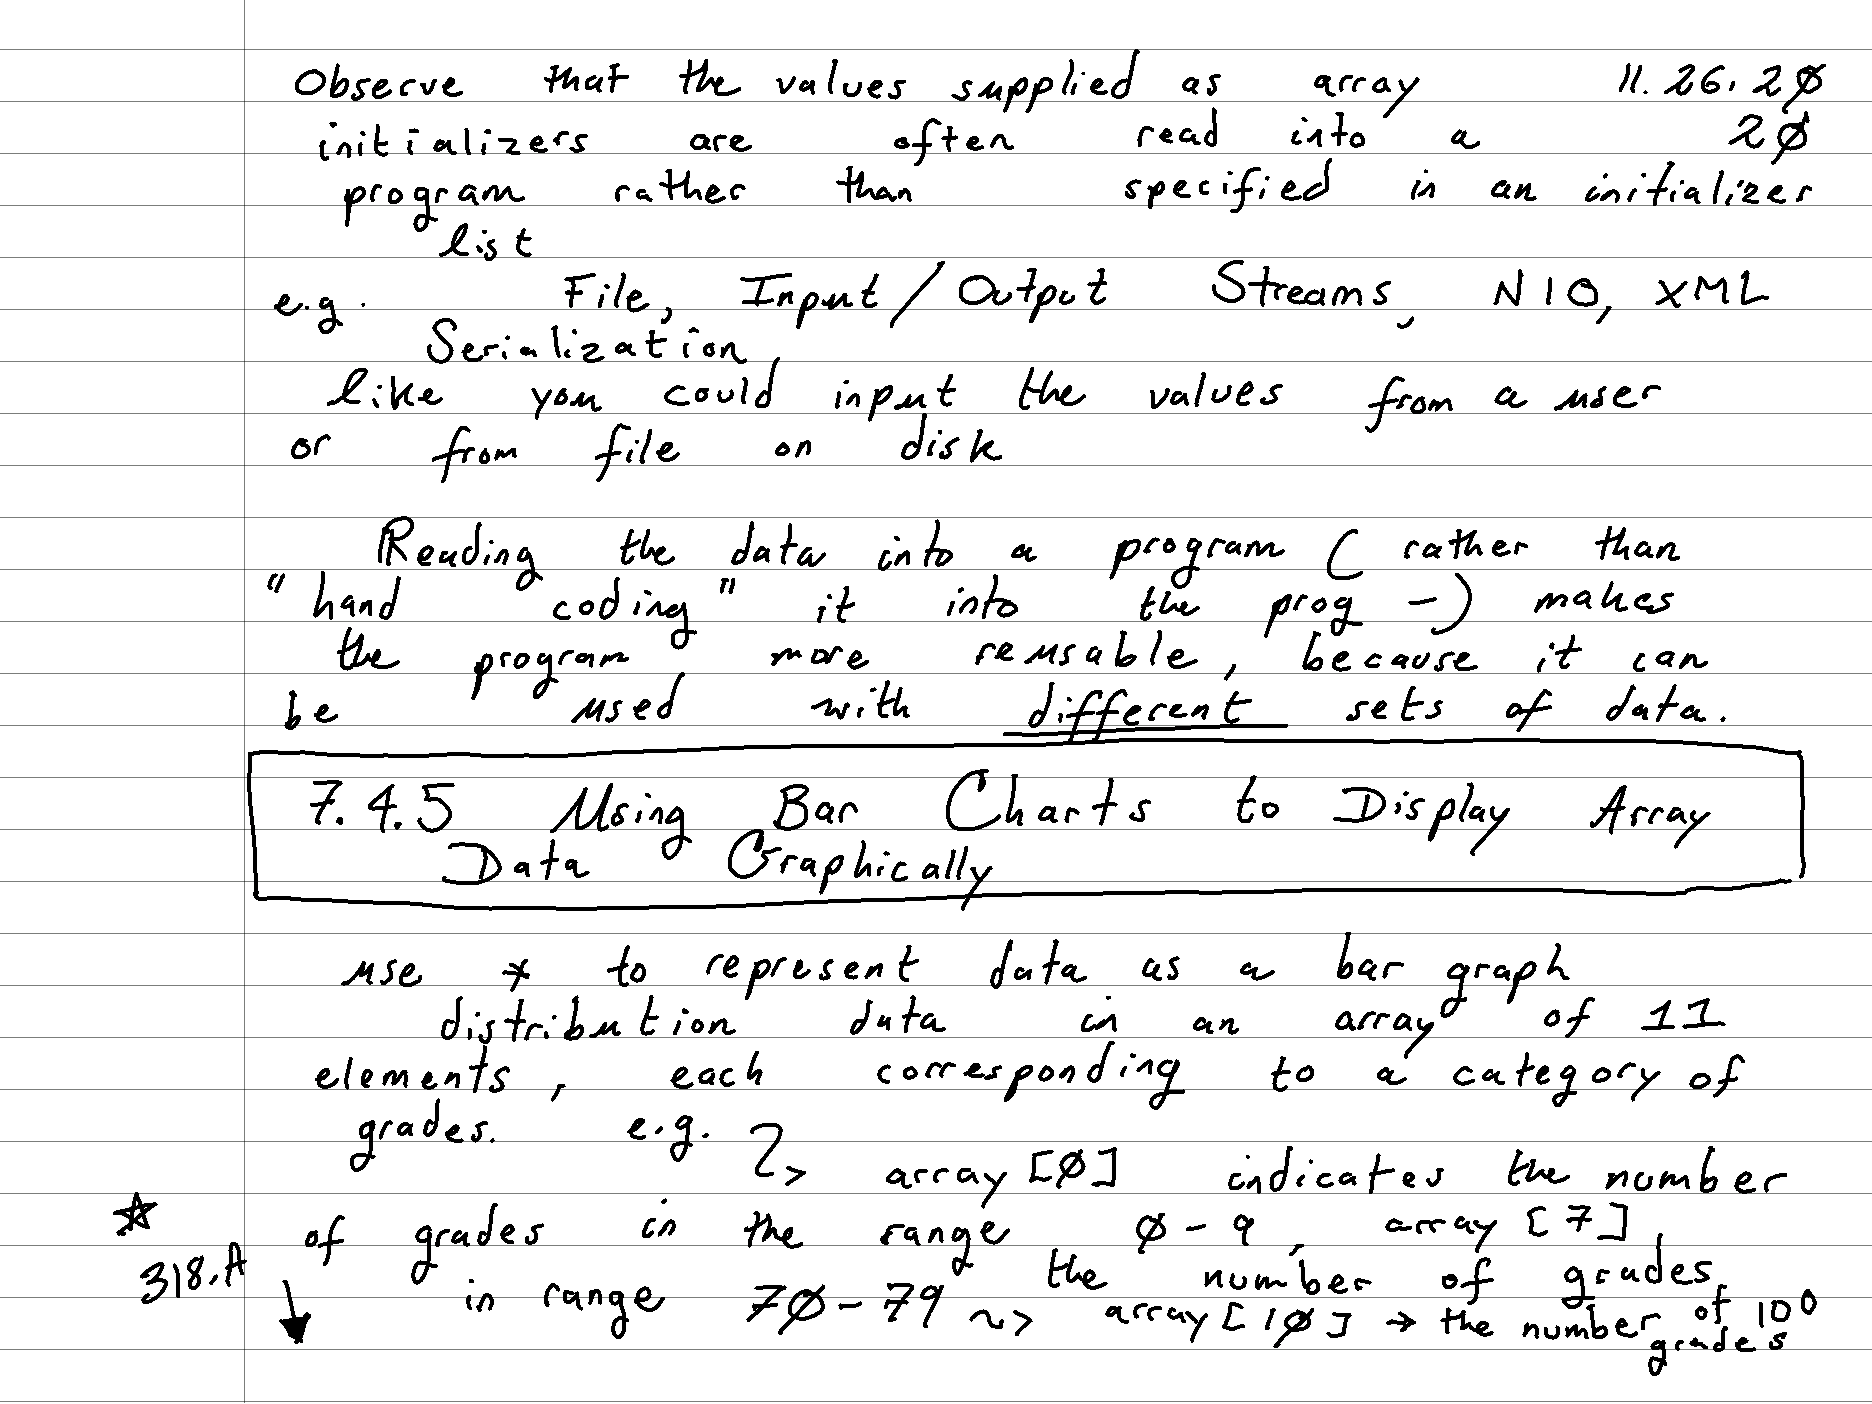 Observe that the values supplied as array 11.26.2Ø
initializers are often read into a 2Ø
program rather than specified in an initializer
list
e.g. File, Input/Output Streams, NIO, XML
Serialization,
like you could input the values from a user
or from file on disk
Reading the data into a program (rather than
"hand coding" it into the prog -) makes
the program more reusable, because it can
be used with different sets of data.
7.4.5 Using Bar Charts to Display Array
Data Graphically
use * to represent data as a bar graph
distribution data in an array of 11
elements, each corresponding to a category of
grades. e.g.
array [Ø] indicates the number
of grades in the range Ø-9, array [7],
the number of grades
in range 7Ø-79 ~> array [1Ø] → the number of 100
grades
☆
318.A ↓